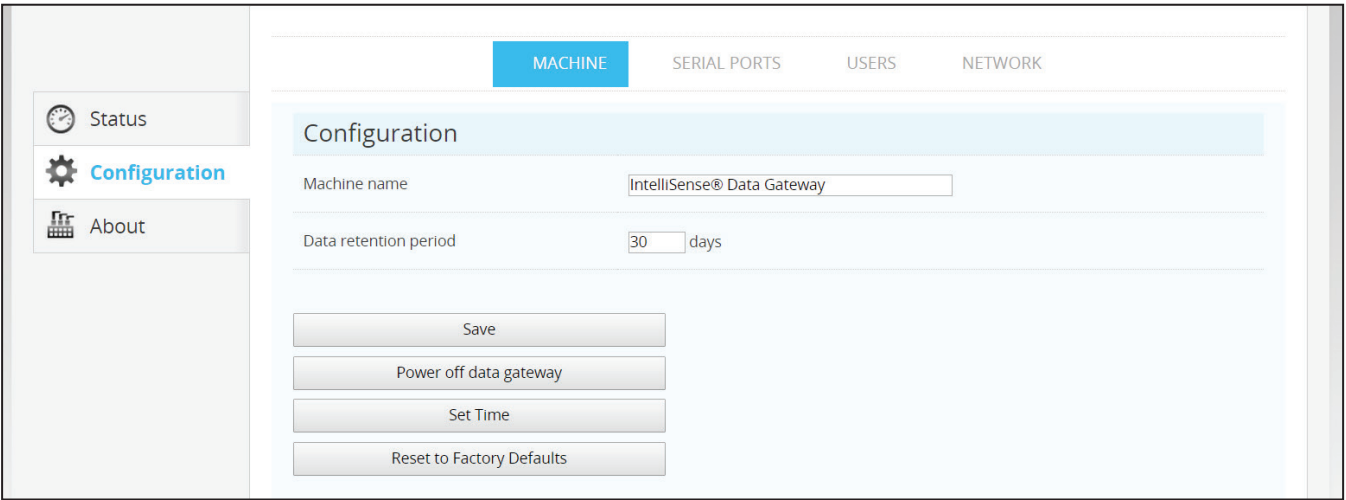 MACHINE SERIAL PORTS USERS NETWORK
Status
Configuration
About
Configuration
Machine name IntelliSense® Data Gateway
Data retention period 30 days
Save
Power off data gateway
Set Time
Reset to Factory Defaults